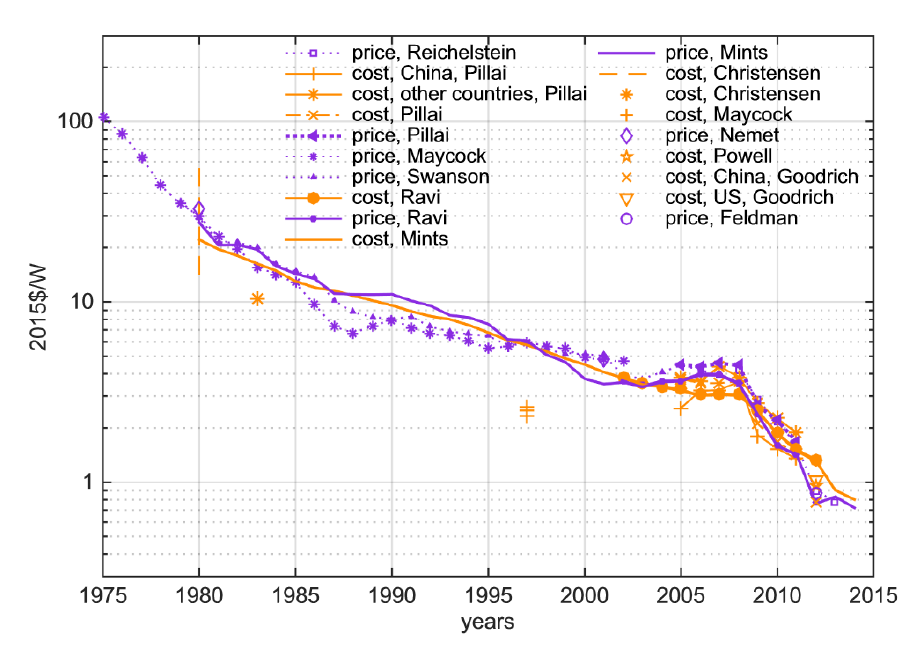 price, Reichelstein
cost, China, Pillai
cost, other countries, Pillai
cost, Pillai
price, Pillai
price, Maycock
price, Swanson
cost, Ravi
price, Ravi
cost, Mints
price, Mints
cost, Christensen
cost, Christensen
cost, Maycock
price, Nemet
cost, Powell
cost, China, Goodrich
cost, US, Goodrich
price, Feldman
2015$/W
100
10
1
1975 1980 1985 1990 1995 2000 2005 2010 2015
years